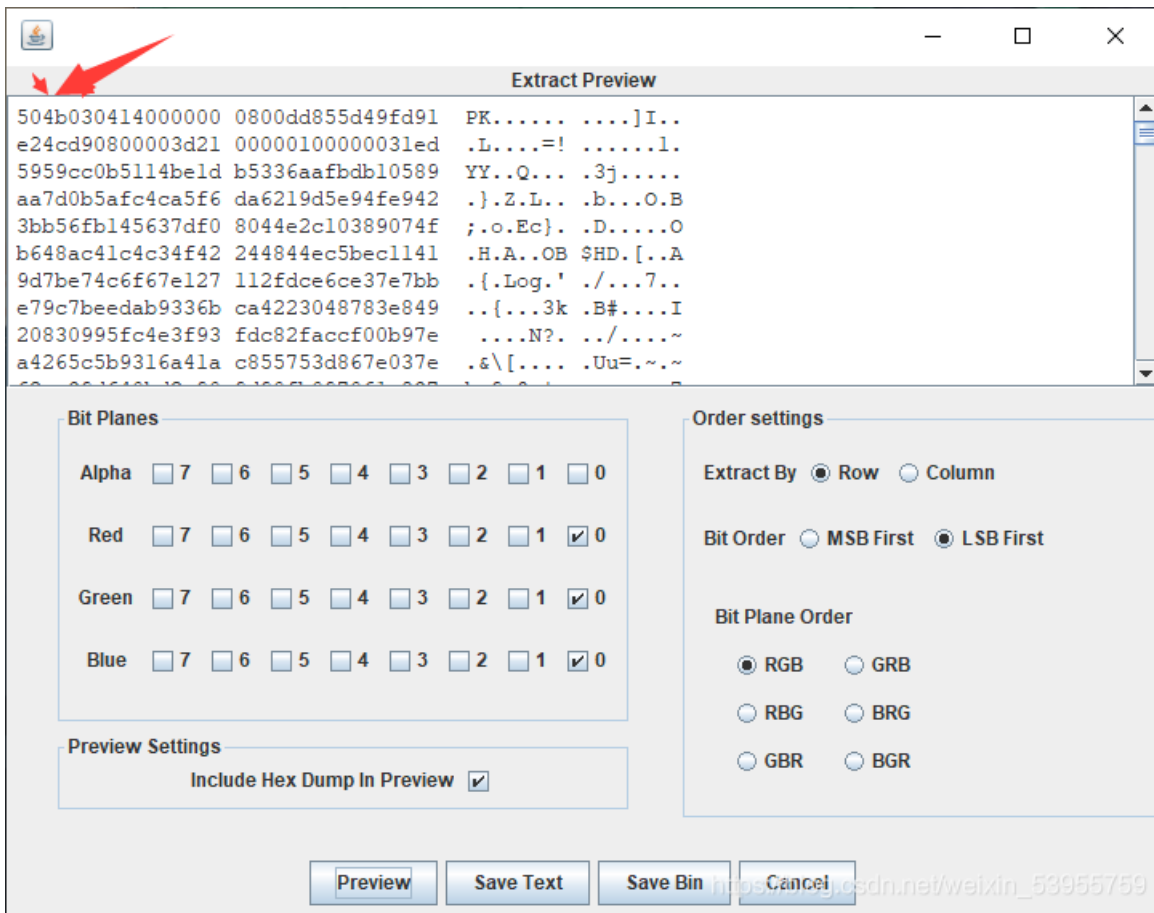 Extract Preview
504b030414000000 0800dd855d49fd91 PK...... ....]I..
e24cd90800003d21 00000100000031ed .L....=! ......1.
5959cc0b5114be1d b5336aafbdb10589 YY..Q... .3j.....
aa7d0b5afc4ca5f6 da6219d5e94fe942 .}.Z.L.. .b...O.B
3bb56fb145637df0 8044e2c10389074f ;.o.Ec}. .D.....O
b648ac41c4c34f42 244844ec5bec1141 .H.A..OB $HD.[..A
9d7be74c6f67e127 112fdce6ce37e7bb .{.Log.' ./...7..
e79c7beedab9336b ca4223048783e849 ..{...3k .B#....I
20830995fc4e3f93 fdc82faccf00b97e ....N?. ../....~
a4265c5b9316a41a c855753d867e037e .&\[.... .Uu=.~.~
Bit Planes
Alpha 7 6 5 4 3 2 1 0
Red 7 6 5 4 3 2 1 0
Green 7 6 5 4 3 2 1 0
Blue 7 6 5 4 3 2 1 0
Preview Settings
Include Hex Dump In Preview
Order settings
Extract By Row Column
Bit Order MSB First LSB First
Bit Plane Order
RGB GRB
RBG BRG
GBR BGR
Preview Save Text Save Bin Cancel
https://blog.csdn.net/weixin_53955759